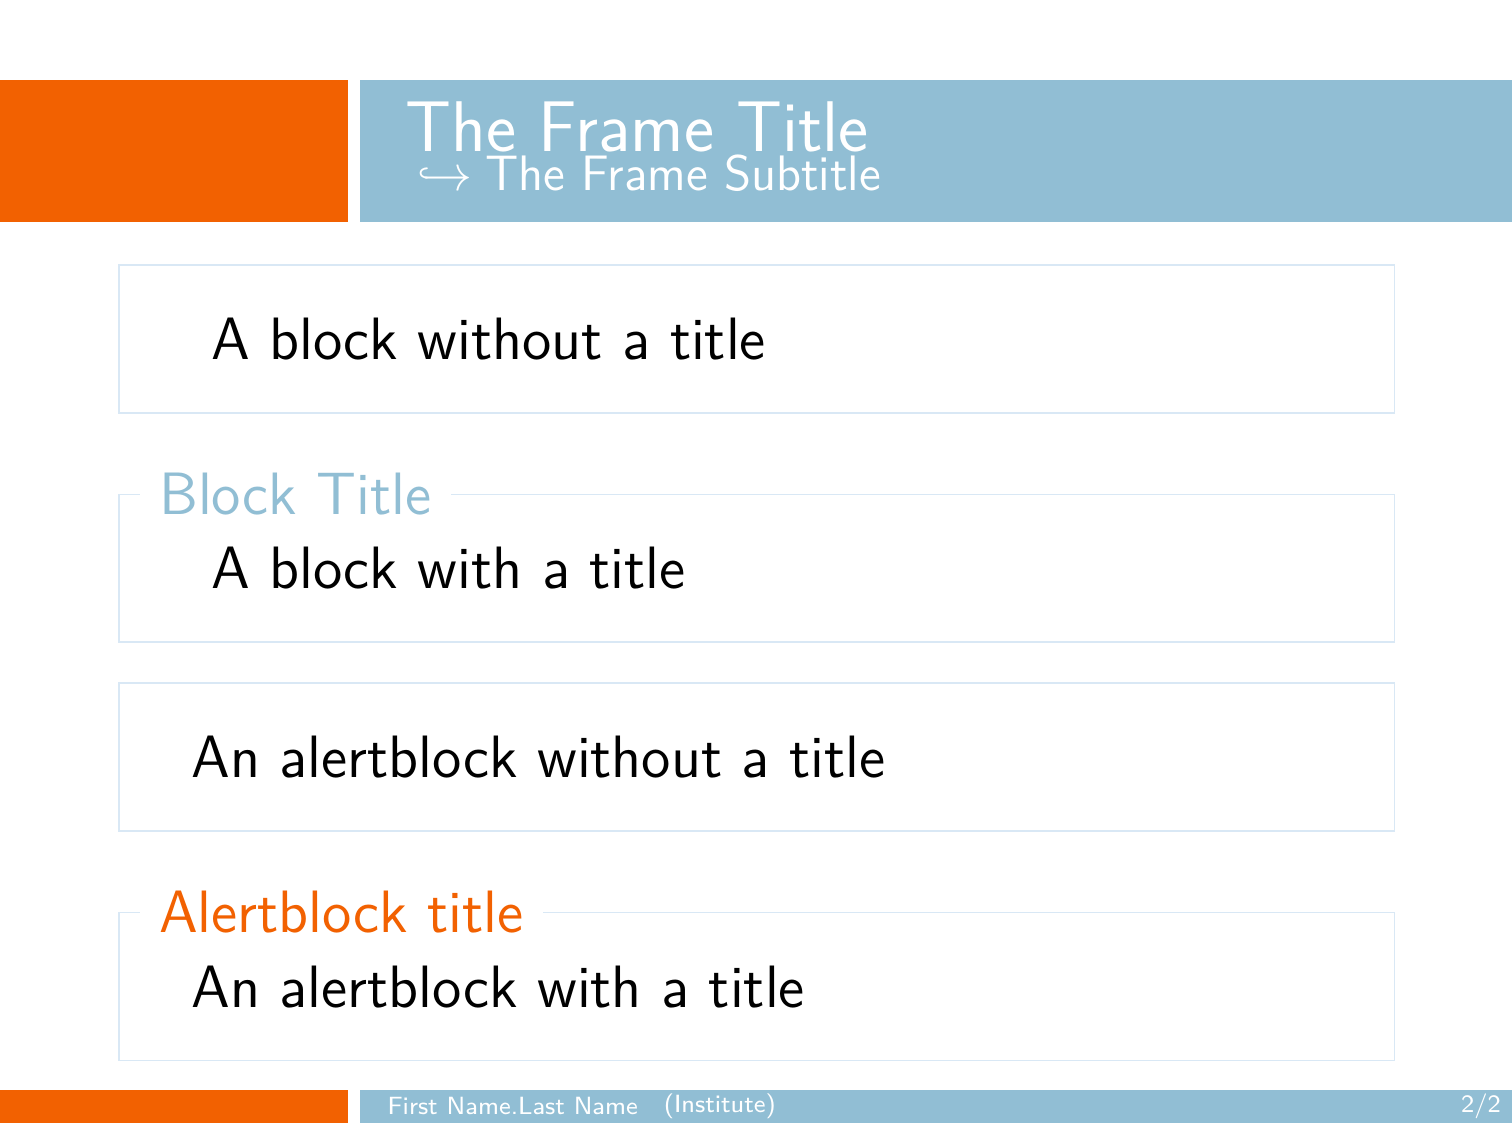 The Frame Title
↪ The Frame Subtitle
A block without a title
Block Title
A block with a title
An alertblock without a title
Alertblock title
An alertblock with a title
First Name.Last Name (Institute) 2/2